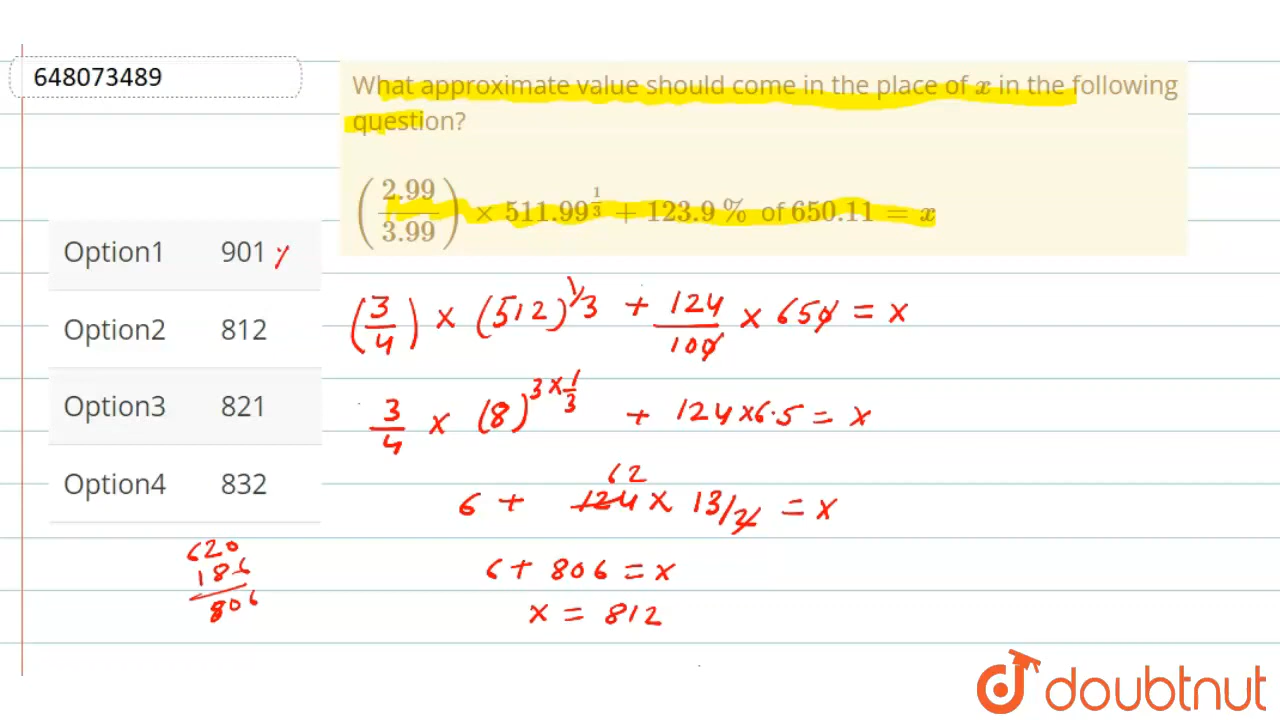 648073489
What approximate value should come in the place of x in the following
question?
(2.99/3.99) × 511.99^(1/3) + 123.9% of 650.11 = x
Option1 901
Option2 812
Option3 821
Option4 832
(3/4) × (512)^(1/3) + 124/100 × 650 = x
3/4 × (8)^(3×1/3) + 124×6.5 = x
62
6 + 124 × 13/2 = x
6 + 806 = x
x = 812
620
186
806
doubtnut